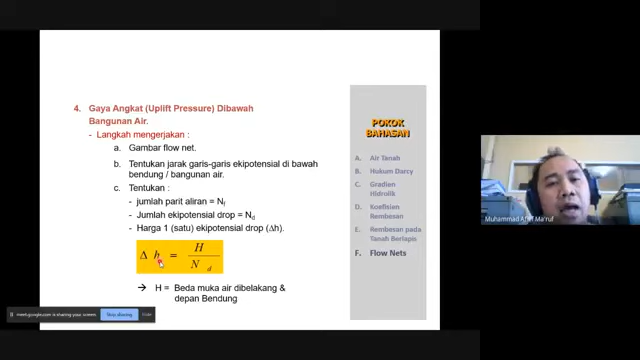 4. Gaya Angkat (Uplift Pressure) Dibawah
Bangunan Air.
- Langkah mengerjakan :
a. Gambar flow net.
b. Tentukan jarak garis-garis ekipotensial di bawah
bendung / bangunan air.
c. Tentukan :
- jumlah parit aliran = Nf
- Jumlah ekipotensial drop = Nd
- Harga 1 (satu) ekipotensial drop (Δh).
Δ h = H / N d
→ H = Beda muka air dibelakang &
depan Bendung
POKOK
BAHASAN
A. Air Tanah
B. Hukum Darcy
C. Gradien
Hidrolik
D. Koefisien
Rembesan
E. Rembesan pada
Tanah Berlapis
F. Flow Nets
Muhammad Afif Ma'ruf
meet.google.com is sharing your screen.
Stop sharing
Hide